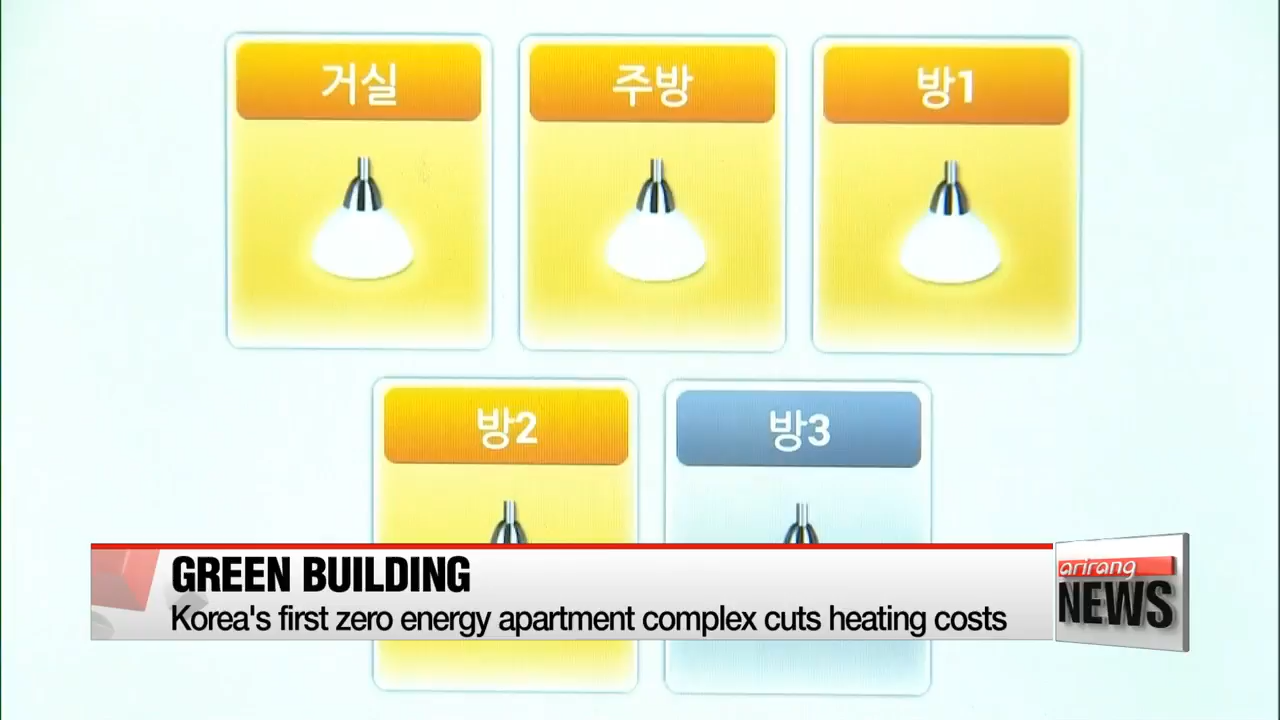 거실
주방
방1
방2
방3
GREEN BUILDING
Korea's first zero energy apartment complex cuts heating costs
arirang
NEWS